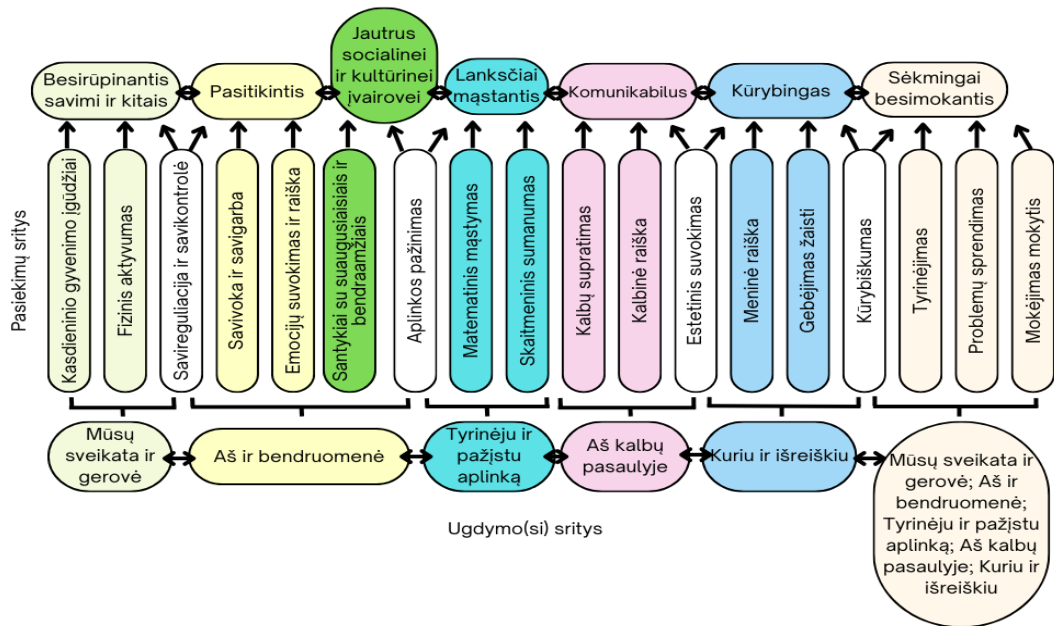 Besirūpinantis
savimi ir kitais
Pasitikintis
Jautrus
socialinei
ir kultūrinei
įvairovei
Lanksčiai
mąstantis
Komunikabilus
Kūrybingas
Sėkmingai
besimokantis
Pasiekimų sritys
Kasdieninio gyvenimo įgūdžiai
Fizinis aktyvumas
Savireguliacija ir savikontrolė
Savivoka ir savigarba
Emocijų suvokimas ir raiška
Santykiai su suaugusiaisiais ir
bendraamžiais
Aplinkos pažinimas
Matematinis mąstymas
Skaitmeninis sumanumas
Kalbų supratimas
Kalbinė raiška
Estetinis suvokimas
Meninė raiška
Gebėjimas žaisti
Kūrybiškumas
Tyrinėjimas
Problemų sprendimas
Mokėjimas mokytis
Mūsų
sveikata ir
gerovė
Aš ir bendruomenė
Tyrinėju ir
pažįstu
aplinką
Aš kalbų
pasaulyje
Kuriu ir išreiškiu
Mūsų sveikata ir
gerovė; Aš ir
bendruomenė;
Tyrinėju ir pažįstu
aplinką; Aš kalbų
pasaulyje; Kuriu ir
išreiškiu
Ugdymo(si) sritys